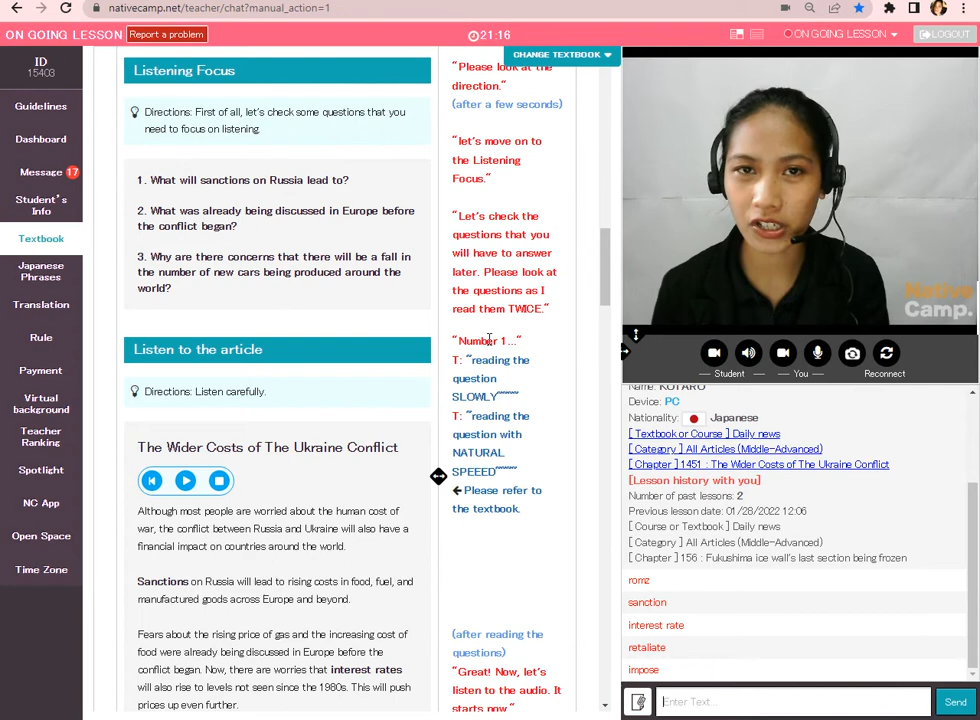 nativecamp.net/teacher/chat?manual_action=1
ON GOING LESSON
Report a problem
21:16
ON GOING LESSON
LOGOUT
ID
15403
Guidelines
Dashboard
Message 17
Student's
Info
Textbook
Japanese
Phrases
Translation
Rule
Payment
Virtual
background
Teacher
Ranking
Spotlight
NC App
Open Space
Time Zone
Listening Focus
Directions: First of all, let's check some questions that you
need to focus on listening.
1. What will sanctions on Russia lead to?
2. What was already being discussed in Europe before
the conflict began?
3. Why are there concerns that there will be a fall in
the number of new cars being produced around the
world?
Listen to the article
Directions: Listen carefully.
The Wider Costs of The Ukraine Conflict
Although most people are worried about the human cost of
war, the conflict between Russia and Ukraine will also have a
financial impact on countries around the world.
Sanctions on Russia will lead to rising costs in food, fuel, and
manufactured goods across Europe and beyond.
Fears about the rising price of gas and the increasing cost of
food were already being discussed in Europe before the
conflict began. Now, there are worries that interest rates
will also rise to levels not seen since the 1980s. This will push
prices up even further.
CHANGE TEXTBOOK
"Please look at the
direction."
(after a few seconds)
"let's move on to
the Listening
Focus."
"Let's check the
questions that you
will have to answer
later. Please look at
the questions as I
read them TWICE."
"Number 1..."
T: "reading the
question
SLOWLY~~~~"
T: "reading the
question with
NATURAL
SPEEED~~~~"
← Please refer to
the textbook.
(after reading the
questions)
"Great! Now, let's
listen to the audio. It
starts now."
Native
Camp.
Student
You
Reconnect
Name: KOTARO
Device: PC
Nationality: Japanese
[ Textbook or Course ] Daily news
[ Category ] All Articles (Middle-Advanced)
[ Chapter ] 1451 : The Wider Costs of The Ukraine Conflict
[Lesson history with you]
Number of past lessons: 2
Previous lesson date: 01/28/2022 12:06
[ Course or Textbook ] Daily news
[ Category ] All Articles (Middle-Advanced)
[ Chapter ] 156 : Fukushima ice wall's last section being frozen
romz
sanction
interest rate
retaliate
impose
Enter Text...
Send